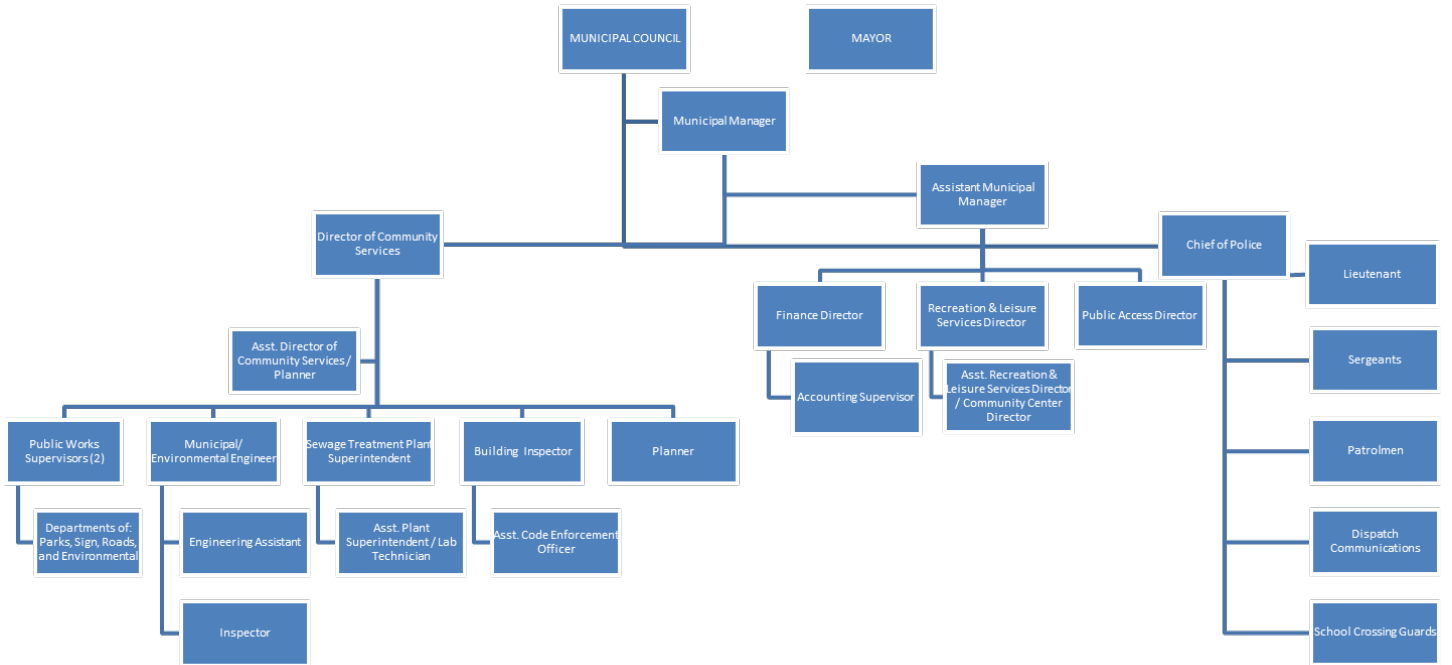 MUNICIPAL COUNCIL
MAYOR
Municipal Manager
Assistant Municipal
Manager
Director of Community
Services
Chief of Police
Lieutenant
Finance Director
Recreation & Leisure
Services Director
Public Access Director
Asst. Director of
Community Services /
Planner
Sergeants
Accounting Supervisor
Asst. Recreation &
Leisure Services Director
/ Community Center
Director
Public Works
Supervisors (2)
Municipal/
Environmental Engineer
Sewage Treatment Plant
Superintendent
Building Inspector
Planner
Patrolmen
Departments of:
Parks, Sign, Roads,
and Environmental
Engineering Assistant
Asst. Plant
Superintendent / Lab
Technician
Asst. Code Enforcement
Officer
Dispatch
Communications
Inspector
School Crossing Guards